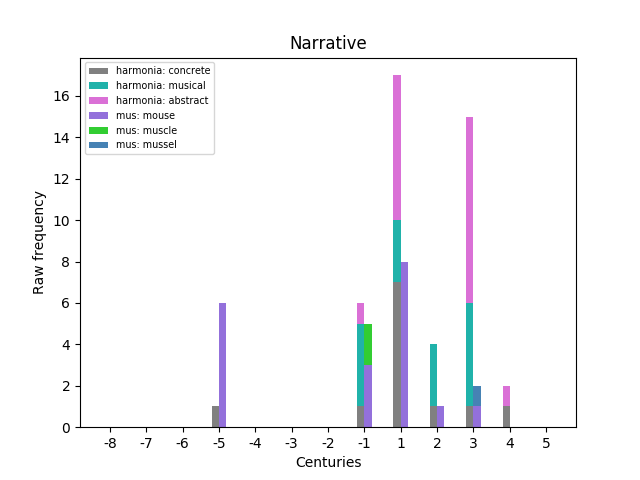 Narrative
harmonia: concrete
harmonia: musical
harmonia: abstract
mus: mouse
mus: muscle
mus: mussel
Raw frequency
16
14
12
10
8
6
4
2
0
-8 -7 -6 -5 -4 -3 -2 -1 1 2 3 4 5
Centuries